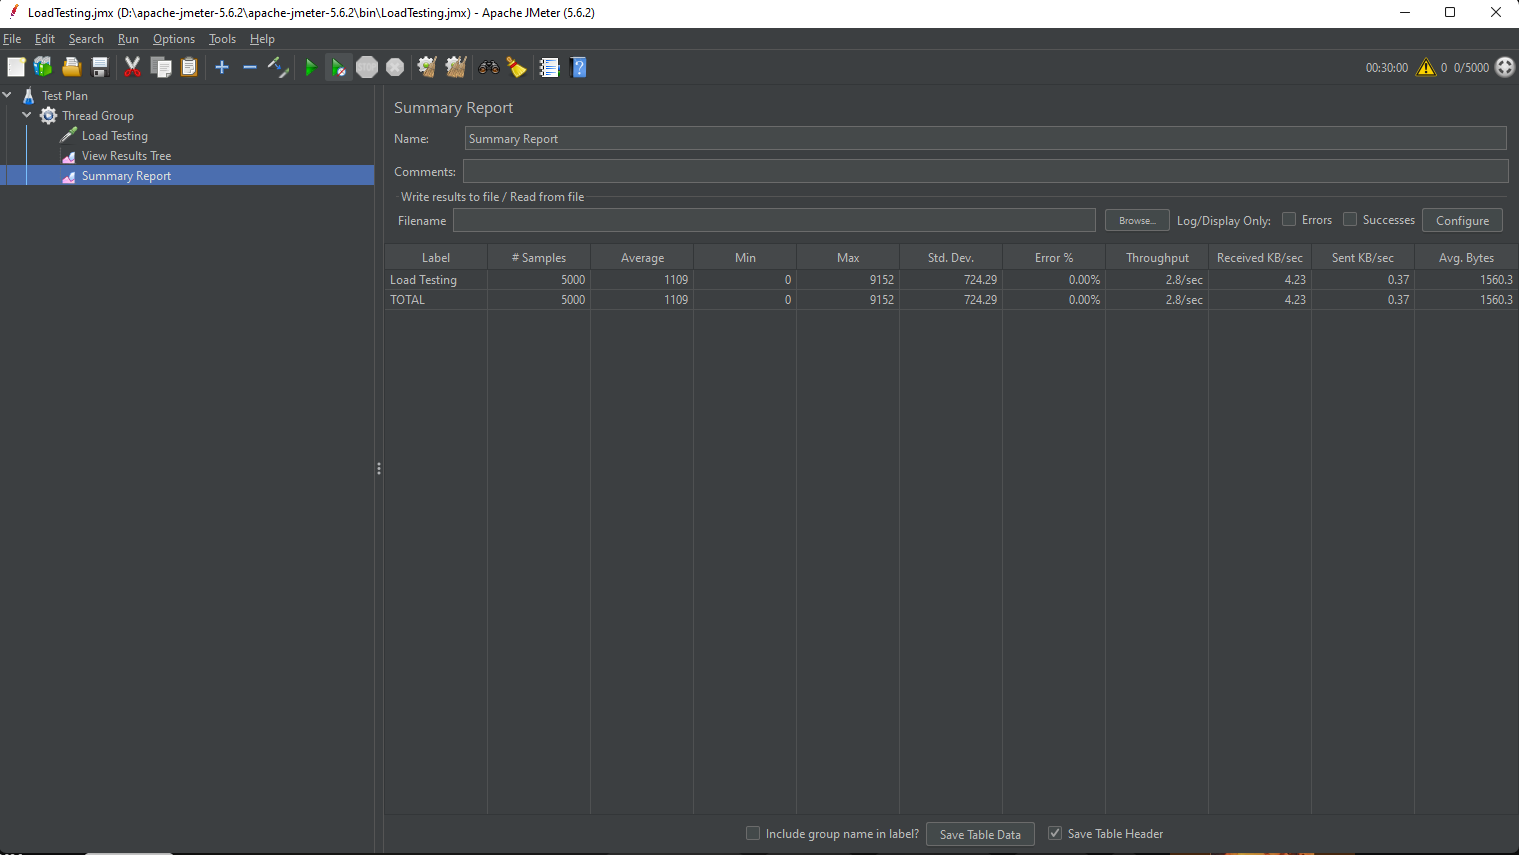 LoadTesting.jmx (D:\apache-jmeter-5.6.2\apache-jmeter-5.6.2\bin\LoadTesting.jmx) - Apache JMeter (5.6.2)
File Edit Search Run Options Tools Help
STOP 00:30:00 0 0/5000
Test Plan
Thread Group
Load Testing
View Results Tree
Summary Report
Summary Report
Name: Summary Report
Comments:
Write results to file / Read from file
Filename Browse... Log/Display Only: Errors Successes Configure
Label # Samples Average Min Max Std. Dev. Error % Throughput Received KB/sec Sent KB/sec Avg. Bytes
Load Testing 5000 1109 0 9152 724.29 0.00% 2.8/sec 4.23 0.37 1560.3
TOTAL 5000 1109 0 9152 724.29 0.00% 2.8/sec 4.23 0.37 1560.3
Include group name in label? Save Table Data Save Table Header